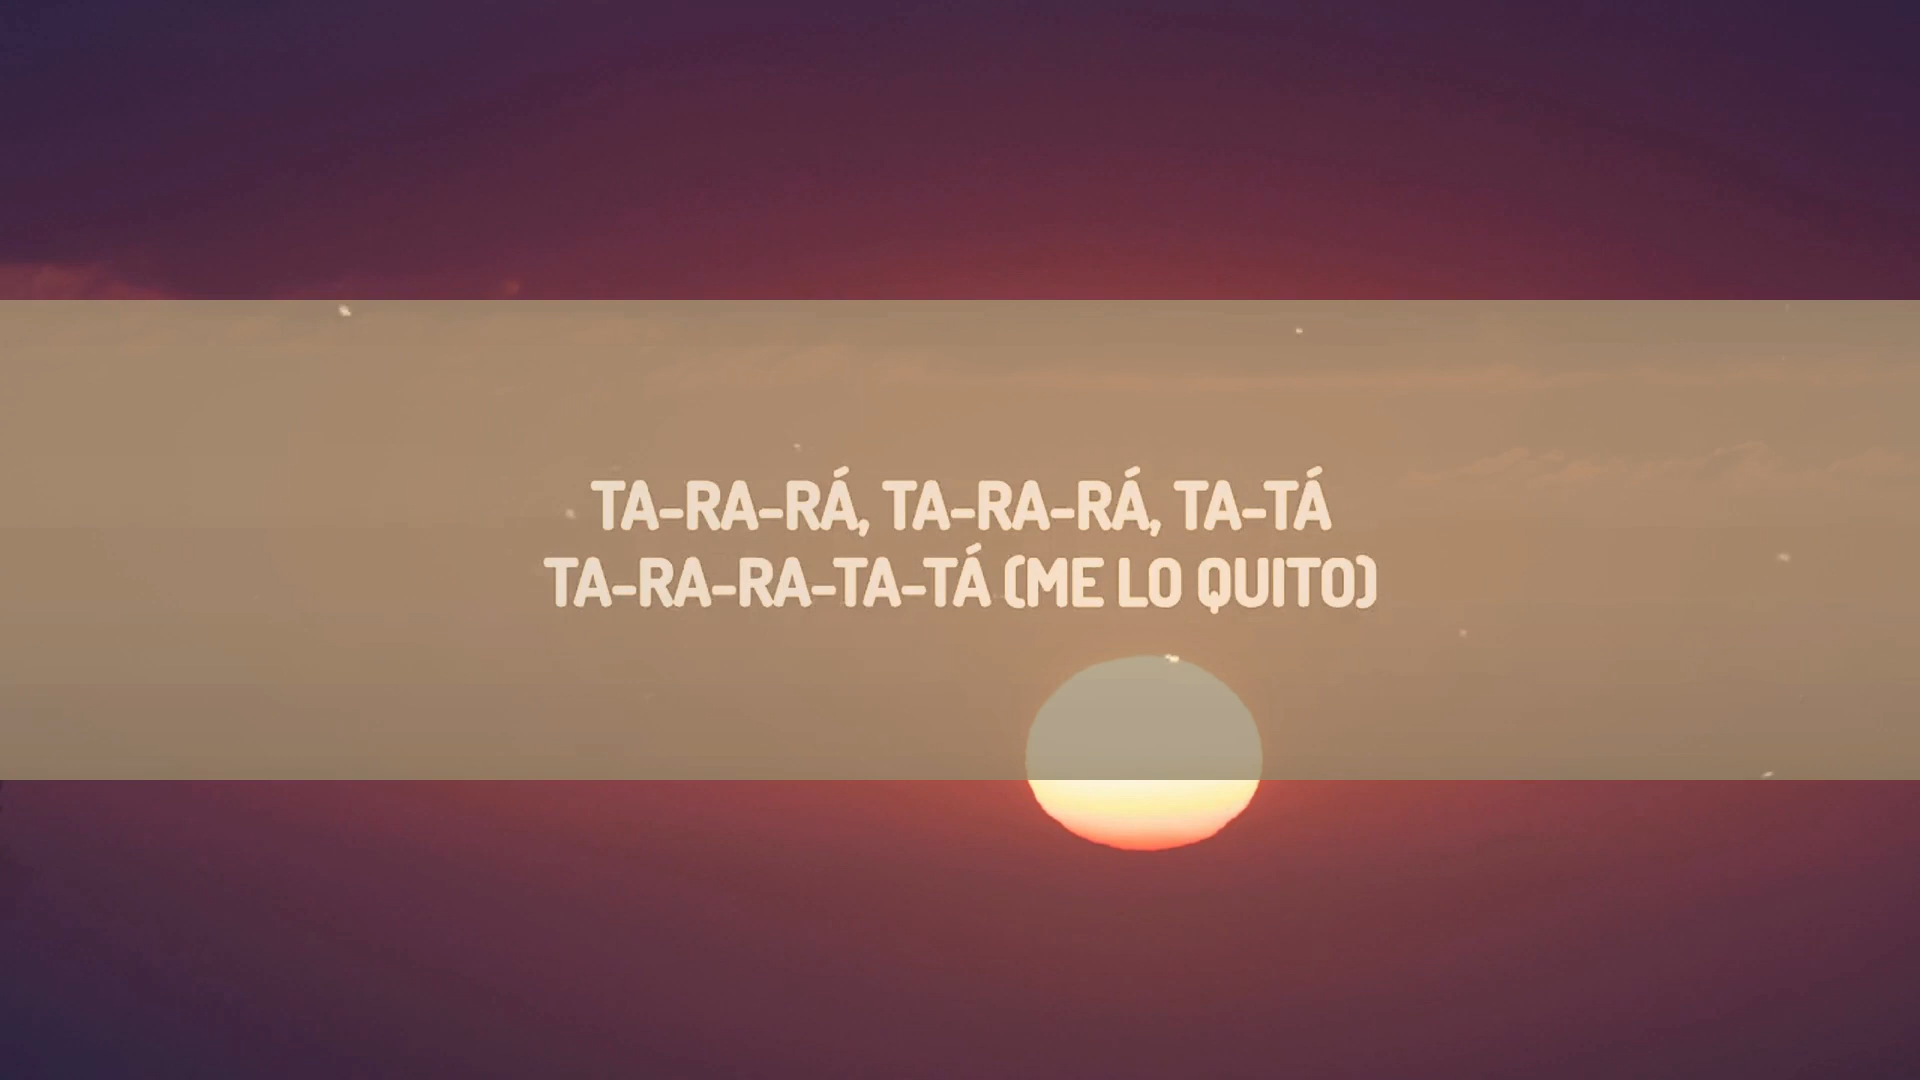 TA-RA-RÁ, TA-RA-RÁ, TA-TÁ
TA-RA-RA-TA-TÁ (ME LO QUITO)